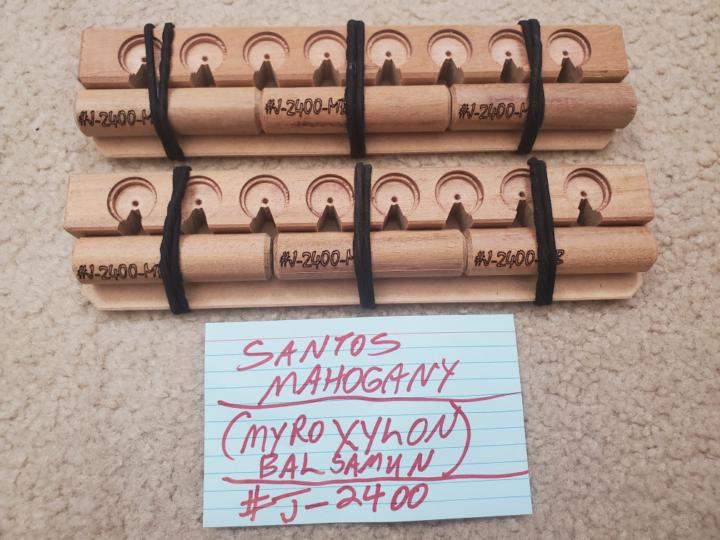 #J-2400-M #J-2400-M #J-2400-M
#J-2400-M #J-2400-M #J-2400-
SANTOS
MAHOGANY
(MYROXYLON
BALSAMUN)
#J-2400